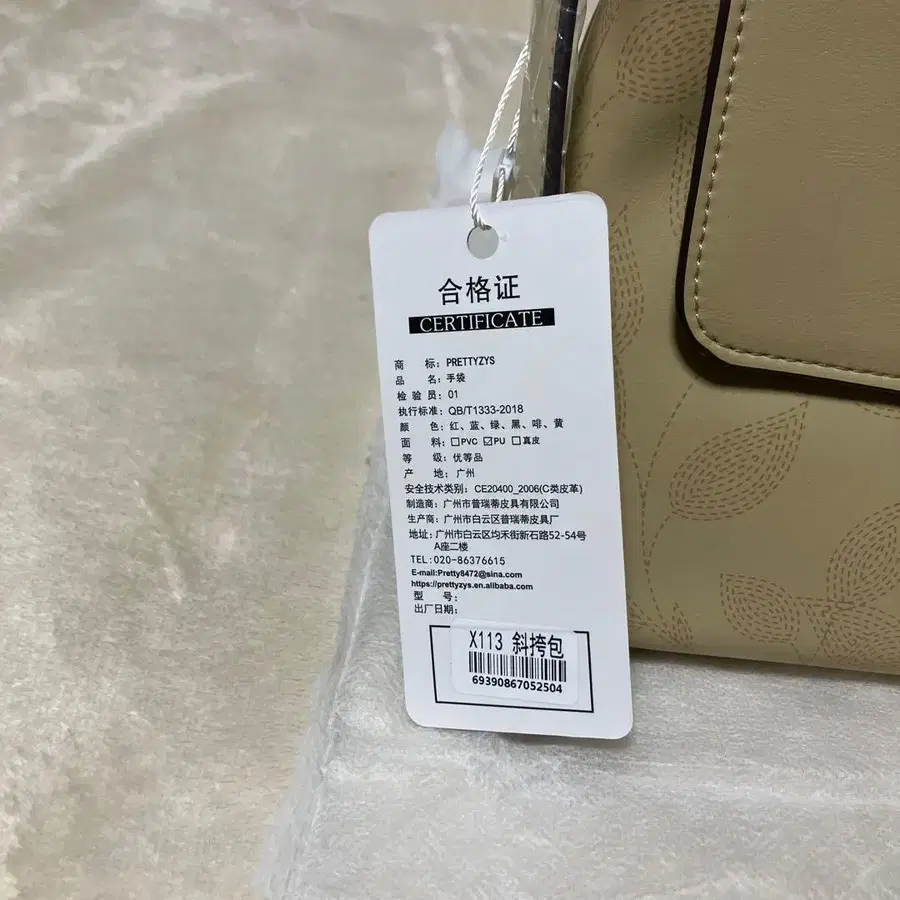 合格证
CERTIFICATE
商 标：PRETTYZYS
品 名：手袋
检 验 员：01
执行标准：QB/T1333-2018
颜 色：红、蓝、绿、黑、啡、黄
面 料：☐PVC ☑PU ☐真皮
等 级：优等品
产 地：广州
安全技术类别：CE20400_2006(C类皮革)
制造商：广州市普瑞蒂皮具有限公司
生产商：广州市白云区普瑞蒂皮具厂
地址：广州市白云区均禾街新石路52-54号
A座二楼
TEL:020-86376615
E-mail:Pretty8472@sina.com
https://prettyzys.en.alibaba.com
型 号：
出厂日期：
X113 斜挎包
69390867052504